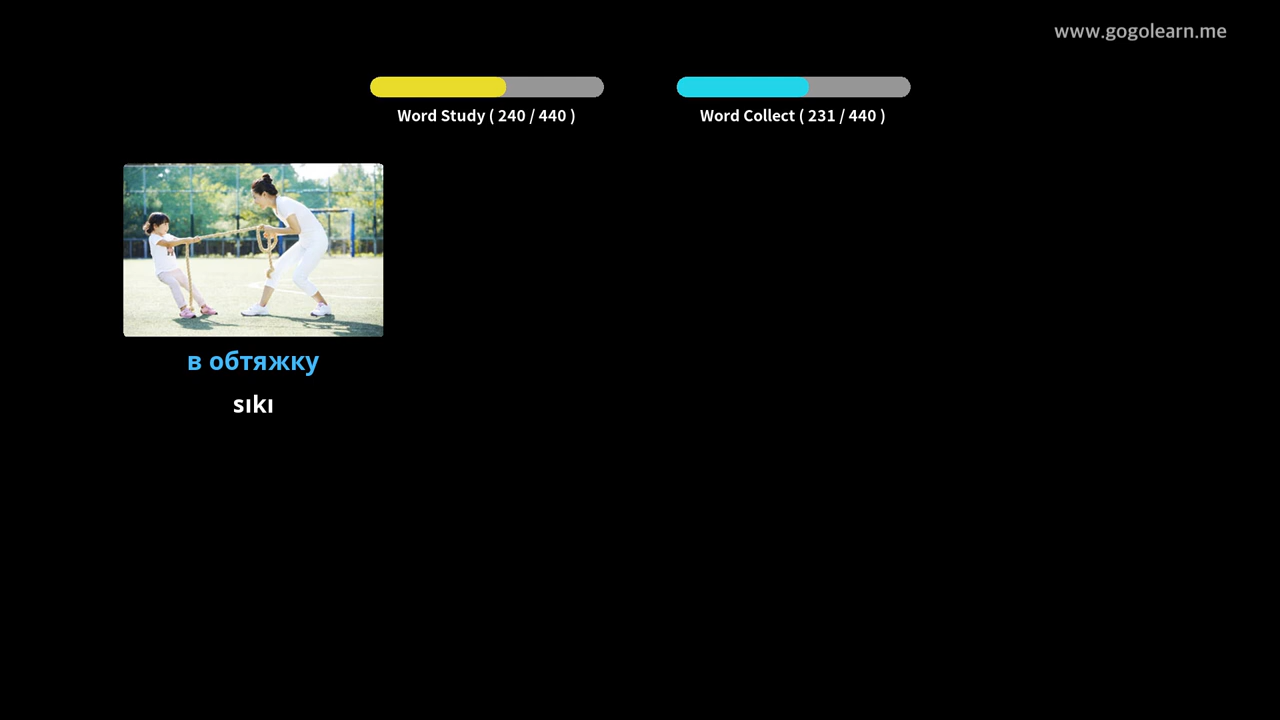 www.gogolearn.me
Word Study ( 240 / 440 )
Word Collect ( 231 / 440 )
в обтяжку
sıkı